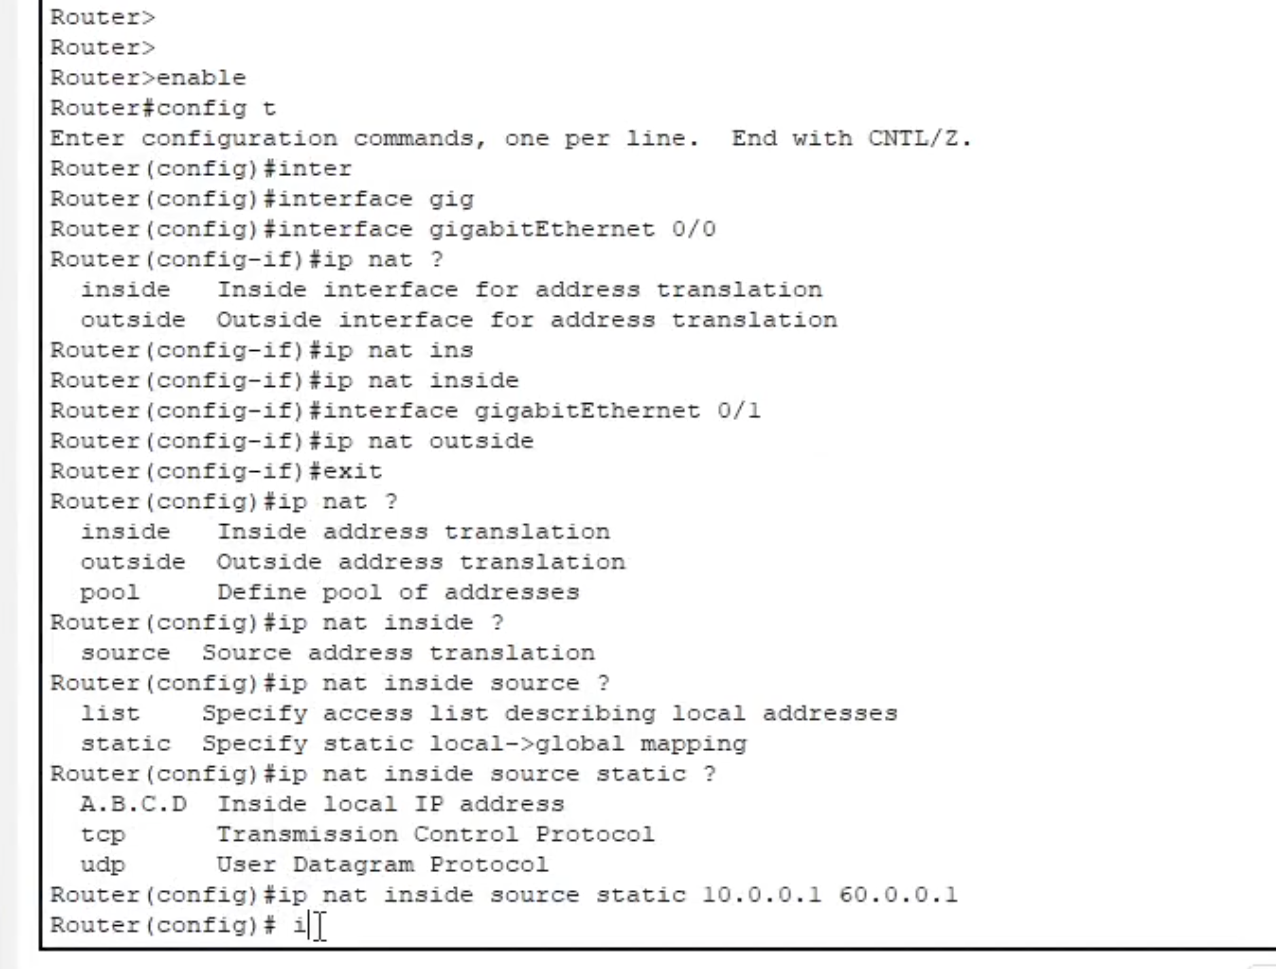 Router>
Router>
Router>enable
Router#config t
Enter configuration commands, one per line.  End with CNTL/Z.
Router(config)#inter
Router(config)#interface gig
Router(config)#interface gigabitEthernet 0/0
Router(config-if)#ip nat ?
  inside   Inside interface for address translation
  outside  Outside interface for address translation
Router(config-if)#ip nat ins
Router(config-if)#ip nat inside
Router(config-if)#interface gigabitEthernet 0/1
Router(config-if)#ip nat outside
Router(config-if)#exit
Router(config)#ip nat ?
  inside   Inside address translation
  outside  Outside address translation
  pool     Define pool of addresses
Router(config)#ip nat inside ?
  source  Source address translation
Router(config)#ip nat inside source ?
  list    Specify access list describing local addresses
  static  Specify static local->global mapping
Router(config)#ip nat inside source static ?
  A.B.C.D  Inside local IP address
  tcp      Transmission Control Protocol
  udp      User Datagram Protocol
Router(config)#ip nat inside source static 10.0.0.1 60.0.0.1
Router(config)# i